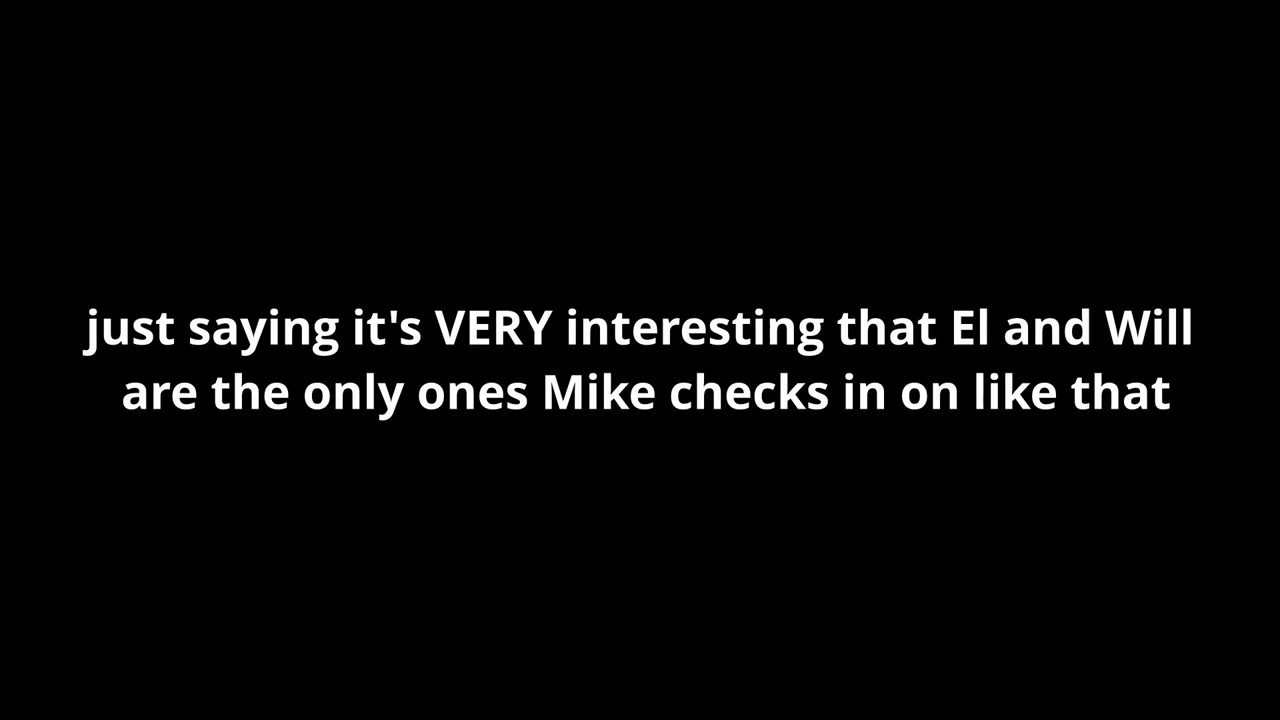 just saying it's VERY interesting that El and Will
are the only ones Mike checks in on like that